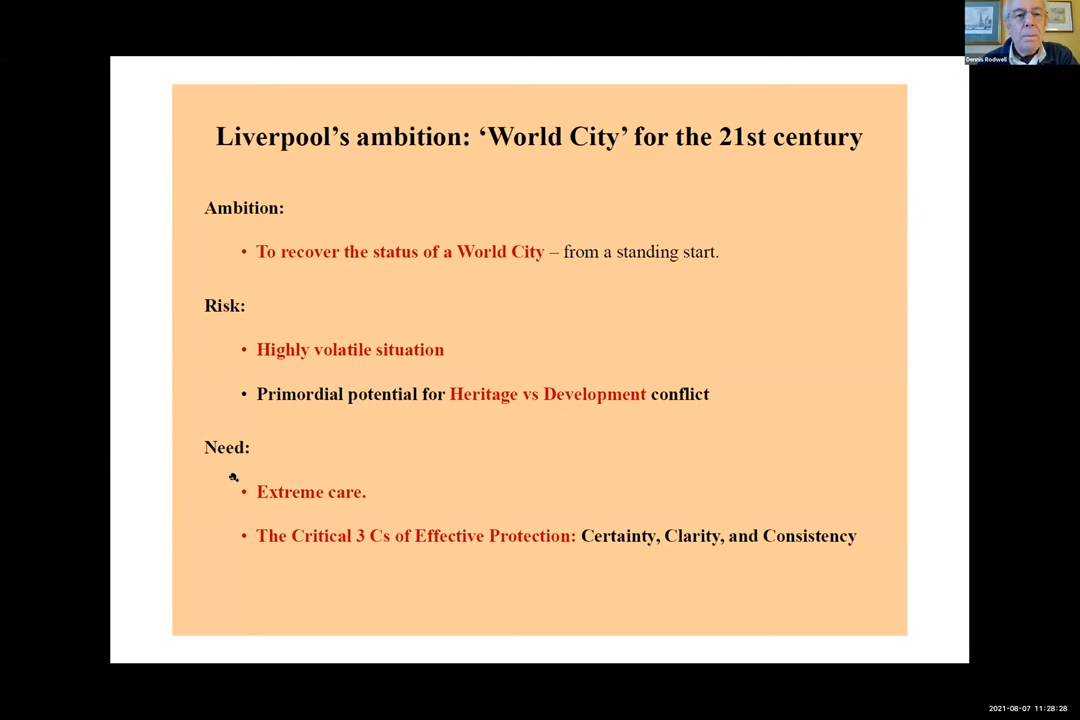 Dennis Rodwell
Liverpool's ambition: ‘World City’ for the 21st century
Ambition:
• To recover the status of a World City – from a standing start.
Risk:
• Highly volatile situation
• Primordial potential for Heritage vs Development conflict
Need:
• Extreme care.
• The Critical 3 Cs of Effective Protection: Certainty, Clarity, and Consistency
2021-08-07 11:28:28